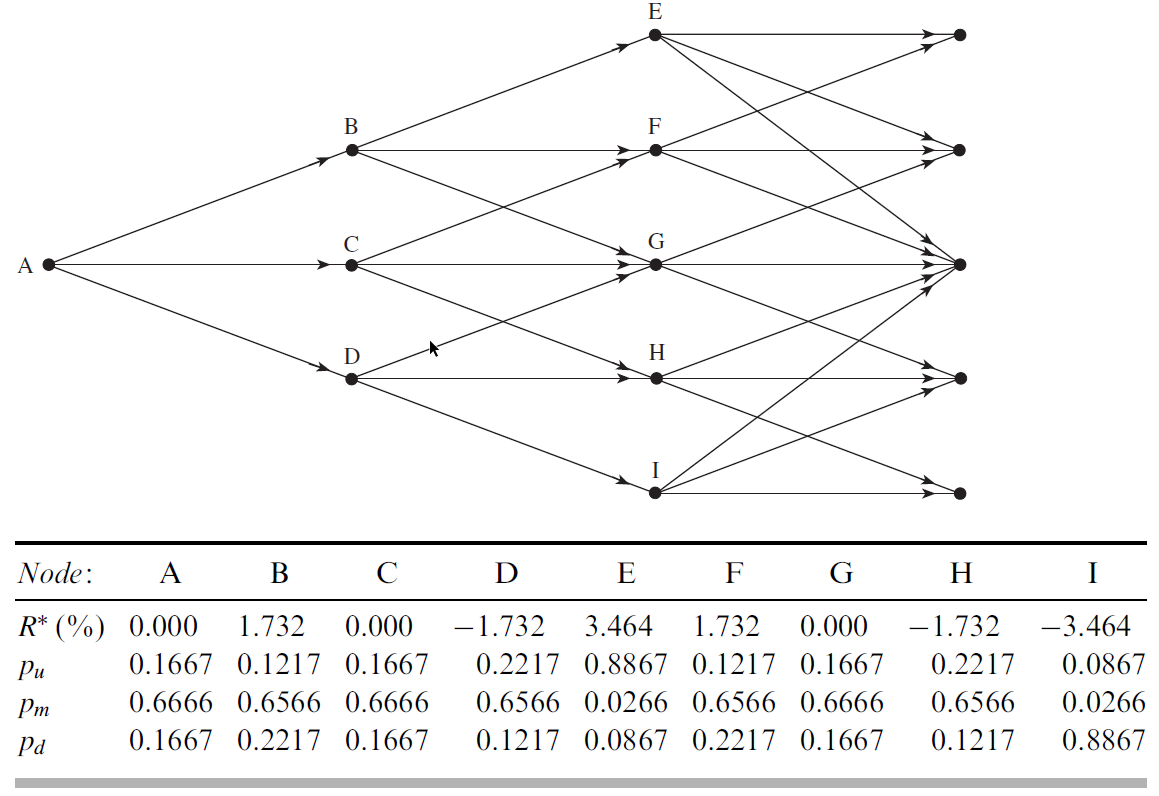 E
B
F
C
G
A
D
H
I
Node: A B C D E F G H I
R* (%) 0.000 1.732 0.000 −1.732 3.464 1.732 0.000 −1.732 −3.464
pu 0.1667 0.1217 0.1667 0.2217 0.8867 0.1217 0.1667 0.2217 0.0867
pm 0.6666 0.6566 0.6666 0.6566 0.0266 0.6566 0.6666 0.6566 0.0266
pd 0.1667 0.2217 0.1667 0.1217 0.0867 0.2217 0.1667 0.1217 0.8867